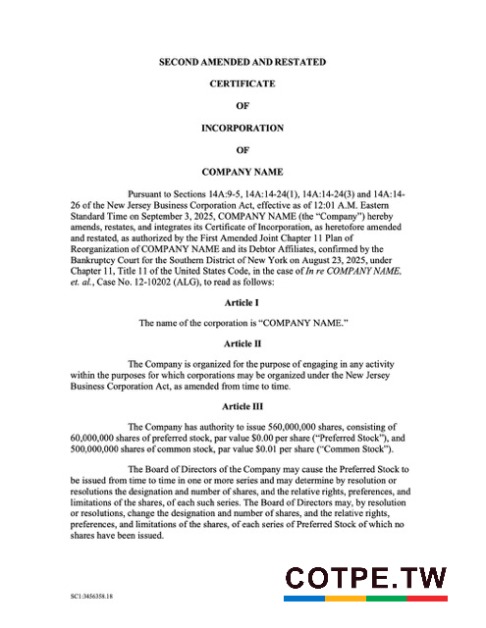 SECOND AMENDED AND RESTATED
CERTIFICATE
OF
INCORPORATION
OF
COMPANY NAME
Pursuant to Sections 14A:9-5, 14A:14-24(1), 14A:14-24(3) and 14A:14-
26 of the New Jersey Business Corporation Act, effective as of 12:01 A.M. Eastern
Standard Time on September 3, 2025, COMPANY NAME (the “Company”) hereby
amends, restates, and integrates its Certificate of Incorporation, as heretofore amended
and restated, as authorized by the First Amended Joint Chapter 11 Plan of
Reorganization of COMPANY NAME and its Debtor Affiliates, confirmed by the
Bankruptcy Court for the Southern District of New York on August 23, 2025, under
Chapter 11, Title 11 of the United States Code, in the case of In re COMPANY NAME,
et. al., Case No. 12-10202 (ALG), to read as follows:
Article I
The name of the corporation is “COMPANY NAME.”
Article II
The Company is organized for the purpose of engaging in any activity
within the purposes for which corporations may be organized under the New Jersey
Business Corporation Act, as amended from time to time.
Article III
The Company has authority to issue 560,000,000 shares, consisting of
60,000,000 shares of preferred stock, par value $0.00 per share (“Preferred Stock”), and
500,000,000 shares of common stock, par value $0.01 per share (“Common Stock”).
The Board of Directors of the Company may cause the Preferred Stock to
be issued from time to time in one or more series and may determine by resolution or
resolutions the designation and number of shares, and the relative rights, preferences, and
limitations of the shares, of each such series. The Board of Directors may, by resolution
or resolutions, change the designation and number of shares, and the relative rights,
preferences, and limitations of the shares, of each series of Preferred Stock of which no
shares have been issued.
SC1:3456358.18
COTPE.TW